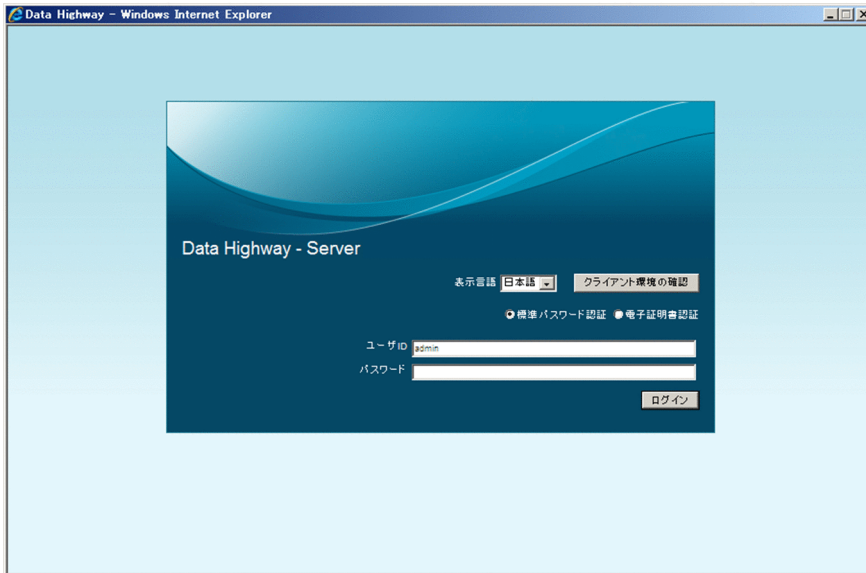 Data Highway - Windows Internet Explorer
Data Highway - Server
表示言語 日本語 クライアント環境の確認
標準パスワード認証 電子証明書認証
ユーザID admin
パスワード
ログイン